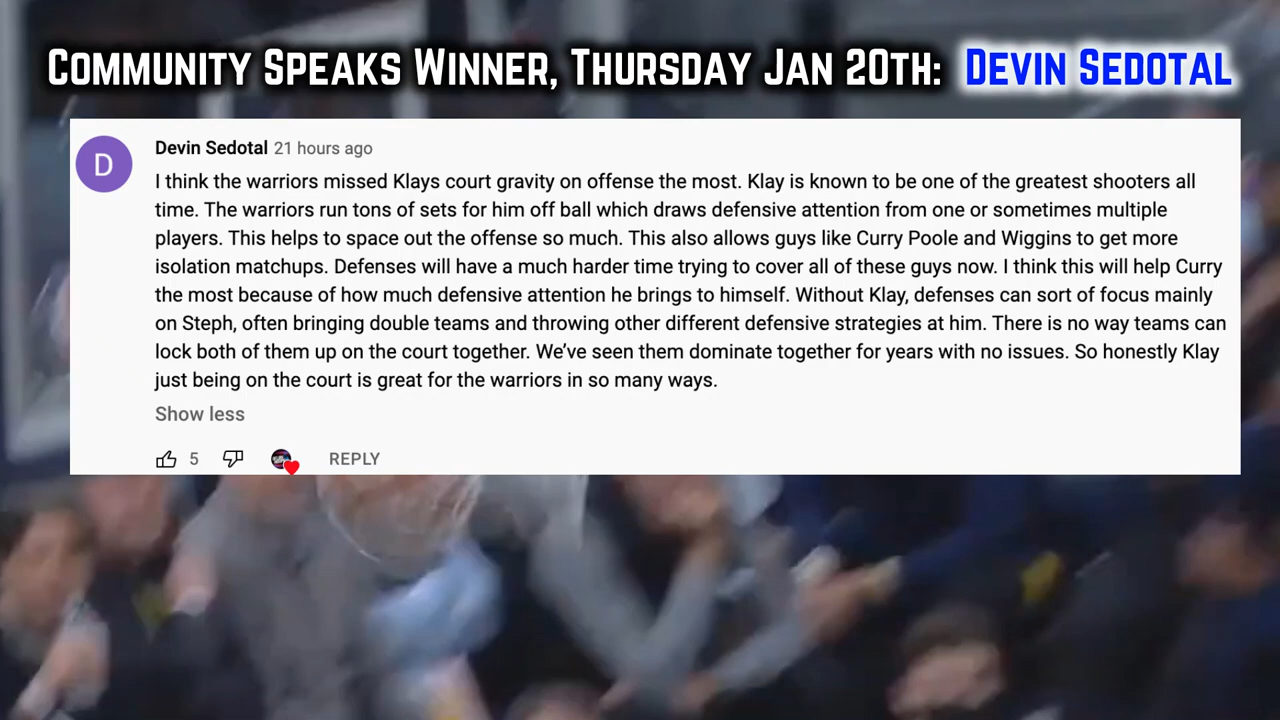 COMMUNITY SPEAKS WINNER, THURSDAY JAN 20TH: DEVIN SEDOTAL
D
Devin Sedotal 21 hours ago
I think the warriors missed Klays court gravity on offense the most. Klay is known to be one of the greatest shooters all
time. The warriors run tons of sets for him off ball which draws defensive attention from one or sometimes multiple
players. This helps to space out the offense so much. This also allows guys like Curry Poole and Wiggins to get more
isolation matchups. Defenses will have a much harder time trying to cover all of these guys now. I think this will help Curry
the most because of how much defensive attention he brings to himself. Without Klay, defenses can sort of focus mainly
on Steph, often bringing double teams and throwing other different defensive strategies at him. There is no way teams can
lock both of them up on the court together. We’ve seen them dominate together for years with no issues. So honestly Klay
just being on the court is great for the warriors in so many ways.
Show less
5 REPLY